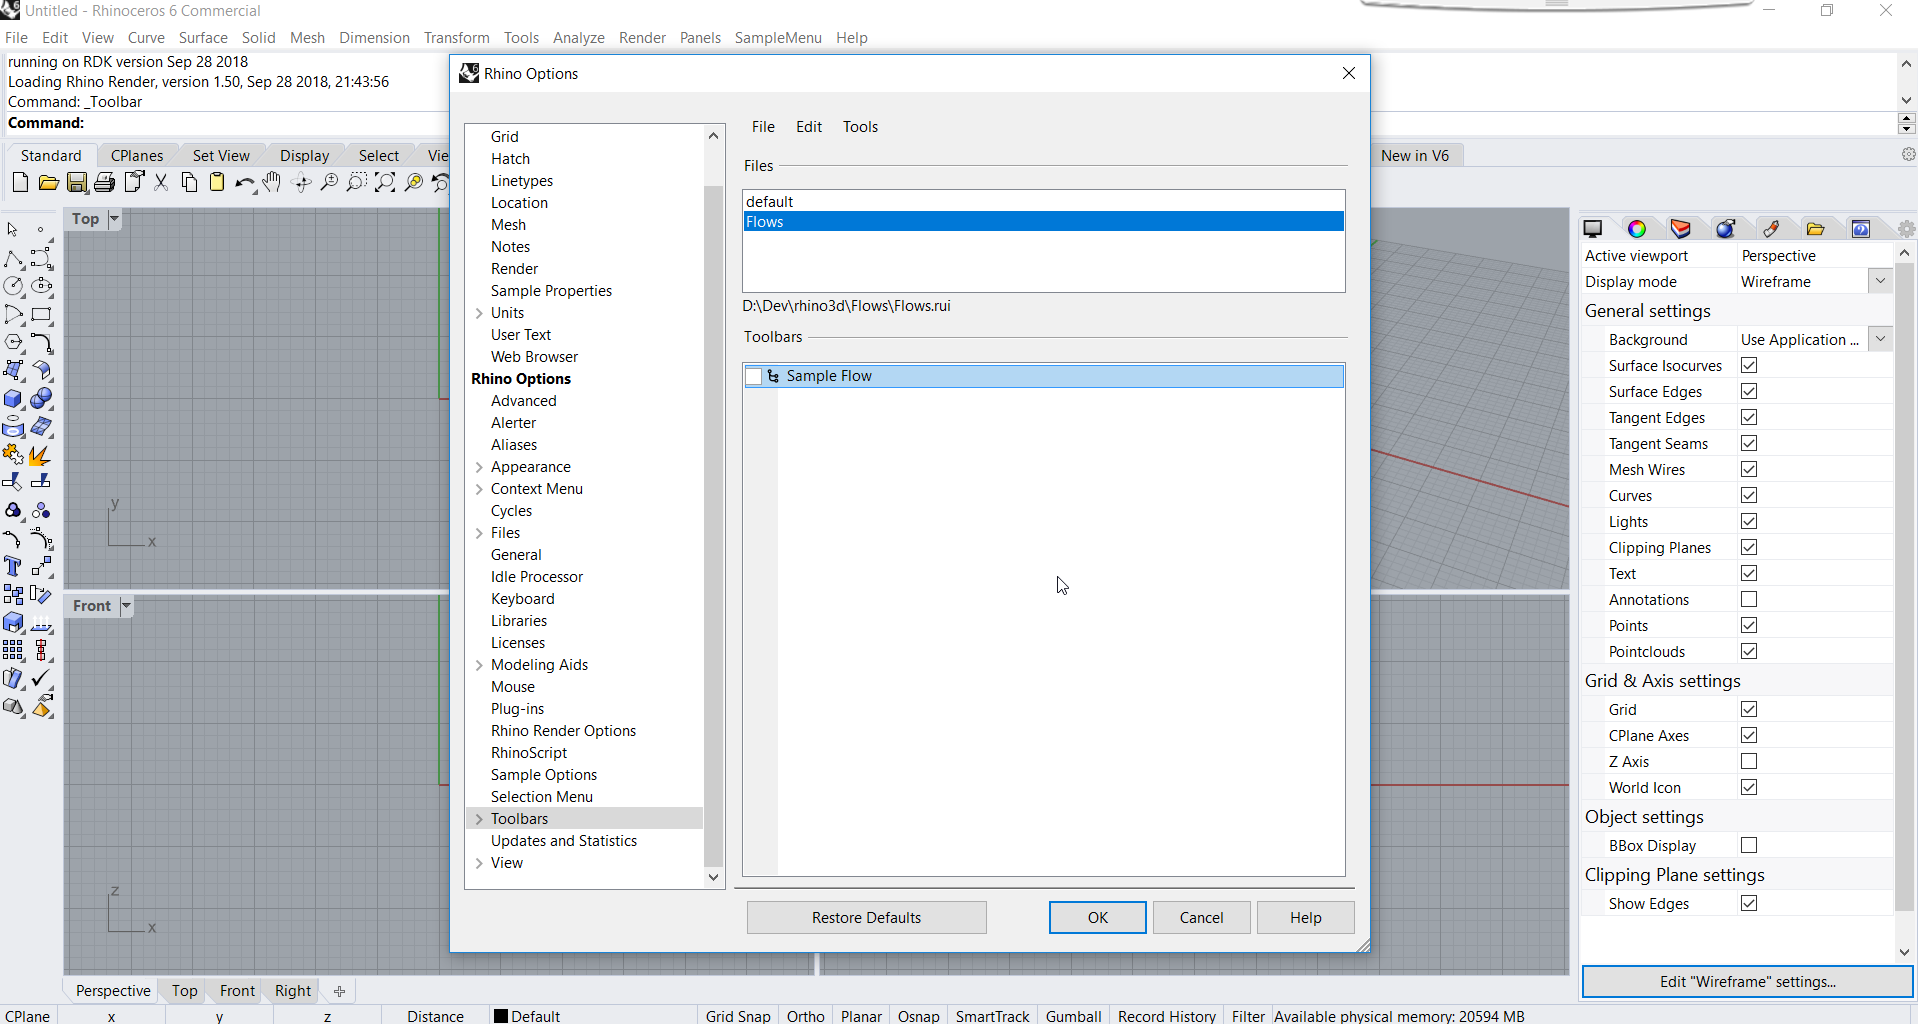 Untitled - Rhinoceros 6 Commercial
File Edit View Curve Surface Solid Mesh Dimension Transform Tools Analyze Render Panels SampleMenu Help
running on RDK version Sep 28 2018
Loading Rhino Render, version 1.50, Sep 28 2018, 21:43:56
Command: _Toolbar
Command:
Standard CPlanes Set View Display Select Vie
New in V6
Top
y
x
Front
z
x
Rhino Options
Grid
Hatch
Linetypes
Location
Mesh
Notes
Render
Sample Properties
Units
User Text
Web Browser
Rhino Options
Advanced
Alerter
Aliases
Appearance
Context Menu
Cycles
Files
General
Idle Processor
Keyboard
Libraries
Licenses
Modeling Aids
Mouse
Plug-ins
Rhino Render Options
RhinoScript
Sample Options
Selection Menu
Toolbars
Updates and Statistics
View
File Edit Tools
Files
default
Flows
D:\Dev\rhino3d\Flows\Flows.rui
Toolbars
Sample Flow
Restore Defaults OK Cancel Help
Active viewport Perspective
Display mode Wireframe
General settings
Background Use Application ...
Surface Isocurves
Surface Edges
Tangent Edges
Tangent Seams
Mesh Wires
Curves
Lights
Clipping Planes
Text
Annotations
Points
Pointclouds
Grid & Axis settings
Grid
CPlane Axes
Z Axis
World Icon
Object settings
BBox Display
Clipping Plane settings
Show Edges
Edit "Wireframe" settings...
Perspective Top Front Right
CPlane x y z Distance Default Grid Snap Ortho Planar Osnap SmartTrack Gumball Record History Filter Available physical memory: 20594 MB